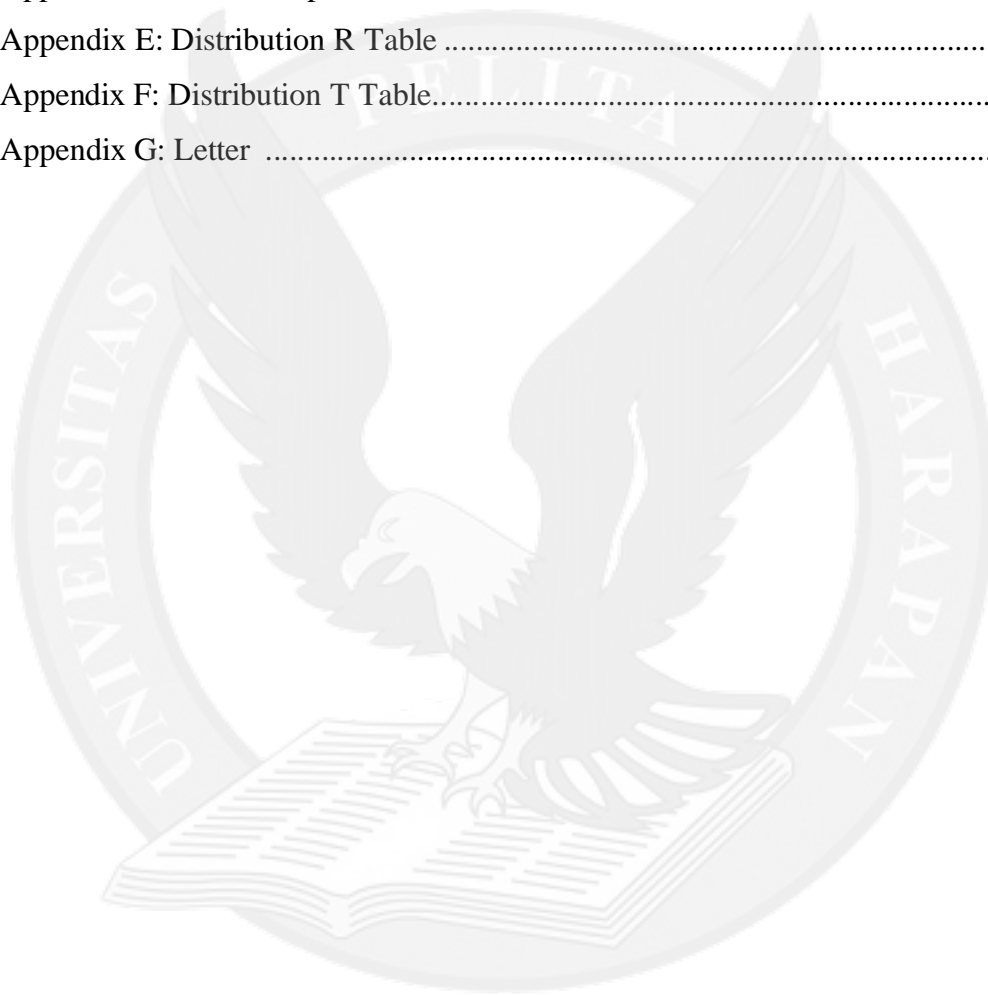 Appendix E: Distribution R Table ....................................................................
Appendix F: Distribution T Table.....................................................................
Appendix G: Letter ..........................................................................................
UNIVERSITAS PELITA HARAPAN